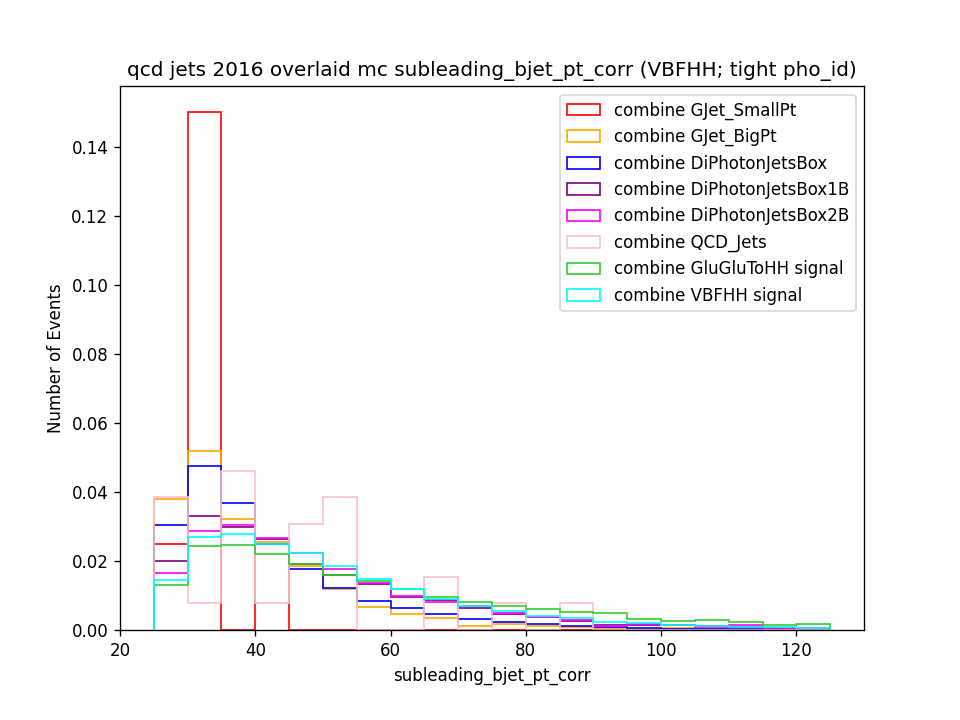 qcd jets 2016 overlaid mc subleading_bjet_pt_corr (VBFHH; tight pho_id)
combine GJet_SmallPt
combine GJet_BigPt
combine DiPhotonJetsBox
combine DiPhotonJetsBox1B
combine DiPhotonJetsBox2B
combine QCD_Jets
combine GluGluToHH signal
combine VBFHH signal
Number of Events
0.14
0.12
0.10
0.08
0.06
0.04
0.02
0.00
20 40 60 80 100 120
subleading_bjet_pt_corr